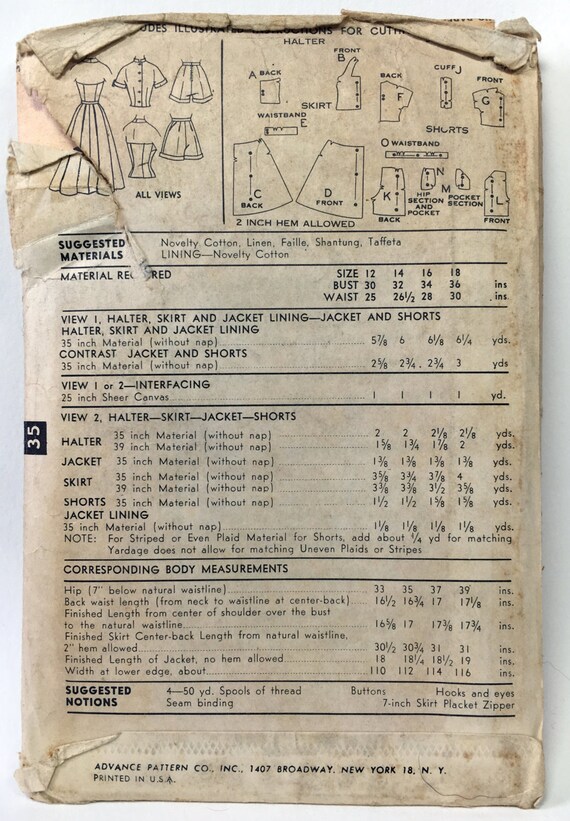 DES ILLUSTRATED INSTRUCTIONS FOR CUTTI
HALTER
FRONT
B
A BACK
SKIRT
WAISTBAND
E
C
BACK
D
FRONT
2 INCH HEM ALLOWED
BACK
F
CUFF J
FRONT
G
SHORTS
O WAISTBAND
K
BACK
N
HIP
SECTION
AND
POCKET
M
POCKET
SECTION
L
FRONT
ALL VIEWS
SUGGESTED MATERIALS Novelty Cotton, Linen, Faille, Shantung, Taffeta
LINING—Novelty Cotton
MATERIAL REQUIRED SIZE 12 14 16 18
BUST 30 32 34 36 ins
WAIST 25 26½ 28 30 ins.
VIEW 1, HALTER, SKIRT AND JACKET LINING—JACKET AND SHORTS
HALTER, SKIRT AND JACKET LINING
35 inch Material (without nap) 5⅞ 6 6⅛ 6¼ yds.
CONTRAST JACKET AND SHORTS
35 inch Material (without nap) 2⅝ 2¾ 2¾ 3 yds
VIEW 1 or 2—INTERFACING
25 inch Sheer Canvas 1 1 1 1 yd.
35
VIEW 2, HALTER—SKIRT—JACKET—SHORTS
HALTER 35 inch Material (without nap) 2 2 2⅛ 2⅛ yds.
39 inch Material (without nap) 1⅝ 1¾ 1⅞ 2 yds.
JACKET 35 inch Material (without nap) 1⅜ 1⅜ 1⅜ 1⅜ yds.
SKIRT 35 inch Material (without nap) 3⅝ 3¾ 3⅞ 4 yds.
39 inch Material (without nap) 3⅜ 3⅜ 3½ 3⅝ yds.
SHORTS 35 inch Material (without nap) 1½ 1½ 1⅝ 1⅝ yds.
JACKET LINING
35 inch Material (without nap) 1⅛ 1⅛ 1⅛ 1⅛ yds.
NOTE: For Striped or Even Plaid Material for Shorts, add about ¼ yd for matching
Yardage does not allow for matching Uneven Plaids or Stripes
CORRESPONDING BODY MEASUREMENTS
Hip (7" below natural waistline) 33 35 37 39 ins.
Back waist length (from neck to waistline at center-back) 16½ 16¾ 17 17⅛ ins.
Finished Length from center of shoulder over the bust
to the natural waistline 16⅝ 17 17⅜ 17¾ ins.
Finished Skirt Center-back Length from natural waistline,
2" hem allowed 30½ 30¾ 31 31 ins.
Finished Length of Jacket, no hem allowed 18 18¼ 18½ 19 ins.
Width at lower edge, about 110 112 114 116 ins.
SUGGESTED NOTIONS 4—50 yd. Spools of thread Buttons Hooks and eyes
Seam binding 7-inch Skirt Placket Zipper
ADVANCE PATTERN CO., INC., 1407 BROADWAY, NEW YORK 18, N. Y.
PRINTED IN U.S.A.